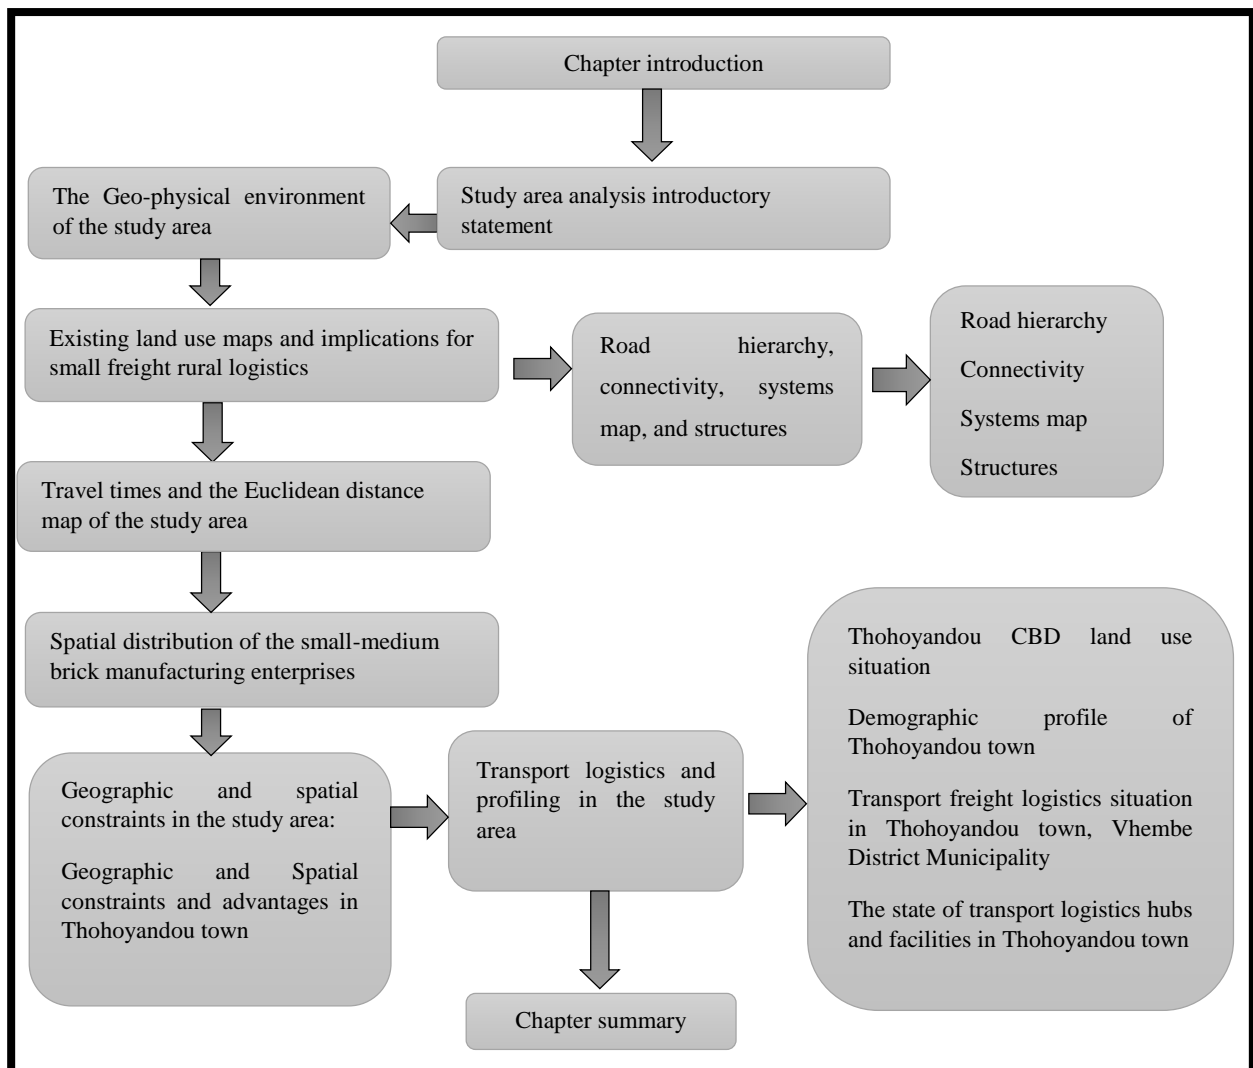 Chapter introduction
Study area analysis introductory
statement
The Geo-physical environment
of the study area
Existing land use maps and implications for
small freight rural logistics
Road hierarchy,
connectivity, systems
map, and structures
Road hierarchy
Connectivity
Systems map
Structures
Travel times and the Euclidean distance
map of the study area
Spatial distribution of the small-medium
brick manufacturing enterprises
Geographic and spatial
constraints in the study area:
Geographic and Spatial
constraints and advantages in
Thohoyandou town
Transport logistics and
profiling in the study
area
Thohoyandou CBD land use
situation
Demographic profile of
Thohoyandou town
Transport freight logistics situation
in Thohoyandou town, Vhembe
District Municipality
The state of transport logistics hubs
and facilities in Thohoyandou town
Chapter summary